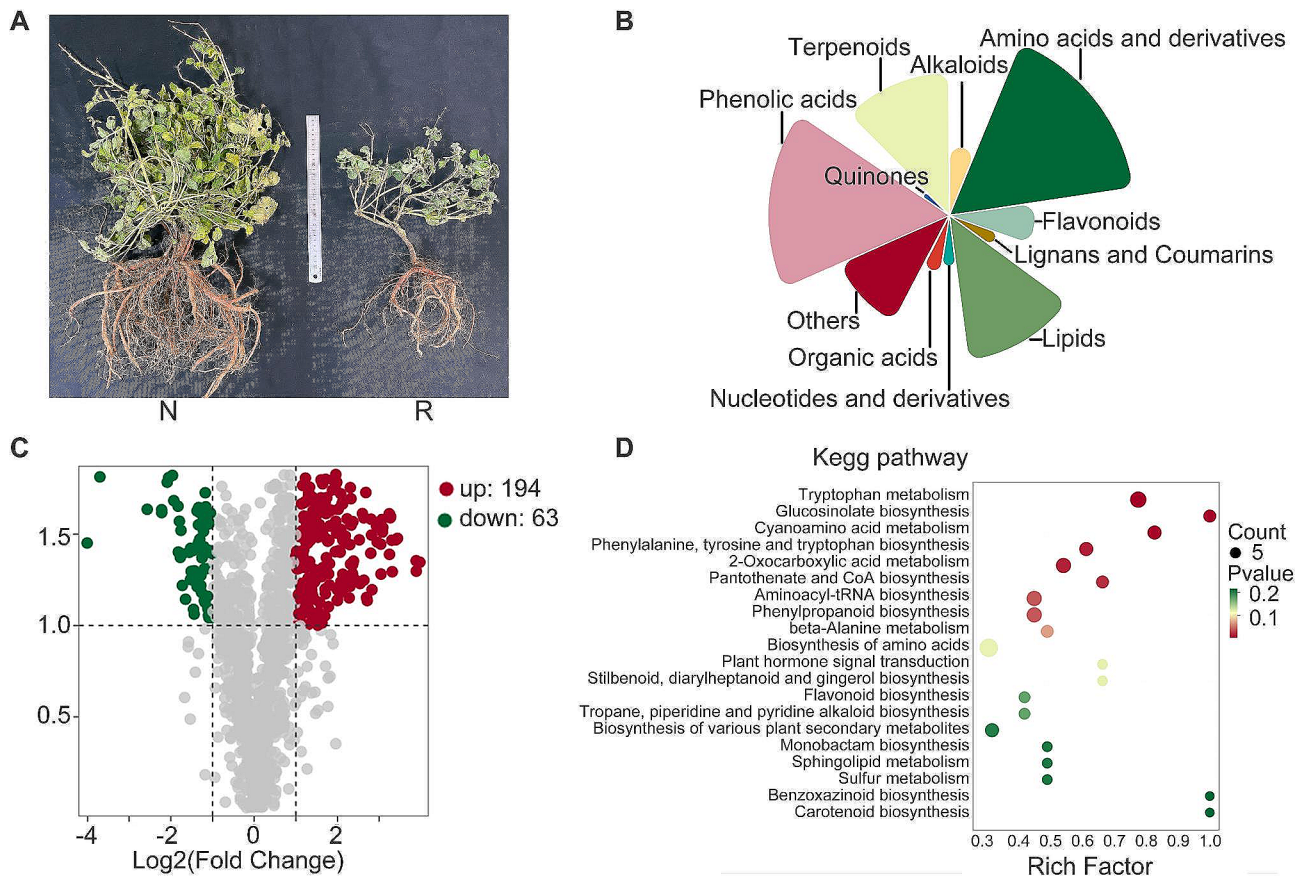 A
N
R
B
Terpenoids
Alkaloids
Amino acids and derivatives
Phenolic acids
Quinones
Flavonoids
Lignans and Coumarins
Others
Organic acids
Lipids
Nucleotides and derivatives
C
up: 194
down: 63
1.5
1.0
0.5
-4
-2
0
2
Log2(Fold Change)
D
Kegg pathway
Tryptophan metabolism
Glucosinolate biosynthesis
Cyanoamino acid metabolism
Phenylalanine, tyrosine and tryptophan biosynthesis
2-Oxocarboxylic acid metabolism
Pantothenate and CoA biosynthesis
Aminoacyl-tRNA biosynthesis
Phenylpropanoid biosynthesis
beta-Alanine metabolism
Biosynthesis of amino acids
Plant hormone signal transduction
Stilbenoid, diarylheptanoid and gingerol biosynthesis
Flavonoid biosynthesis
Tropane, piperidine and pyridine alkaloid biosynthesis
Biosynthesis of various plant secondary metabolites
Monobactam biosynthesis
Sphingolipid metabolism
Sulfur metabolism
Benzoxazinoid biosynthesis
Carotenoid biosynthesis
0.3 0.4 0.5 0.6 0.7 0.8 0.9 1.0
Rich Factor
Count
5
Pvalue
0.2
0.1